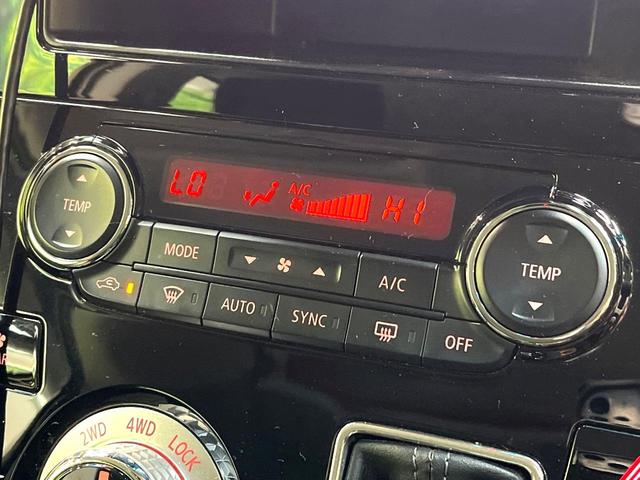 LO A/C HI
TEMP
TEMP
MODE
A/C
AUTO
SYNC
OFF
2WD 4WD LOCK